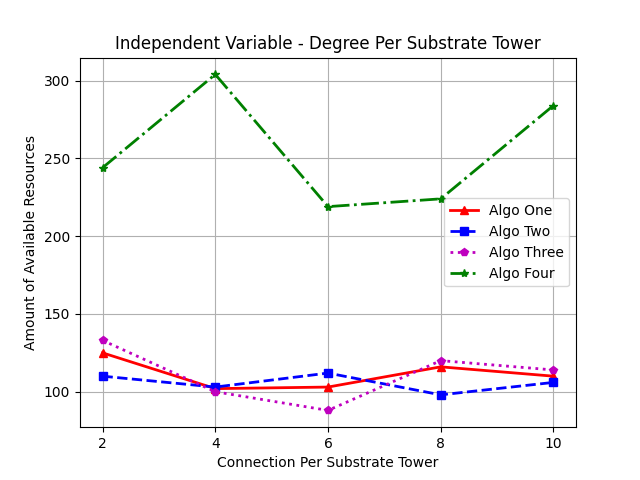 Independent Variable - Degree Per Substrate Tower
Amount of Available Resources
300
250
200
150
100
Algo One
Algo Two
Algo Three
Algo Four
2 4 6 8 10
Connection Per Substrate Tower